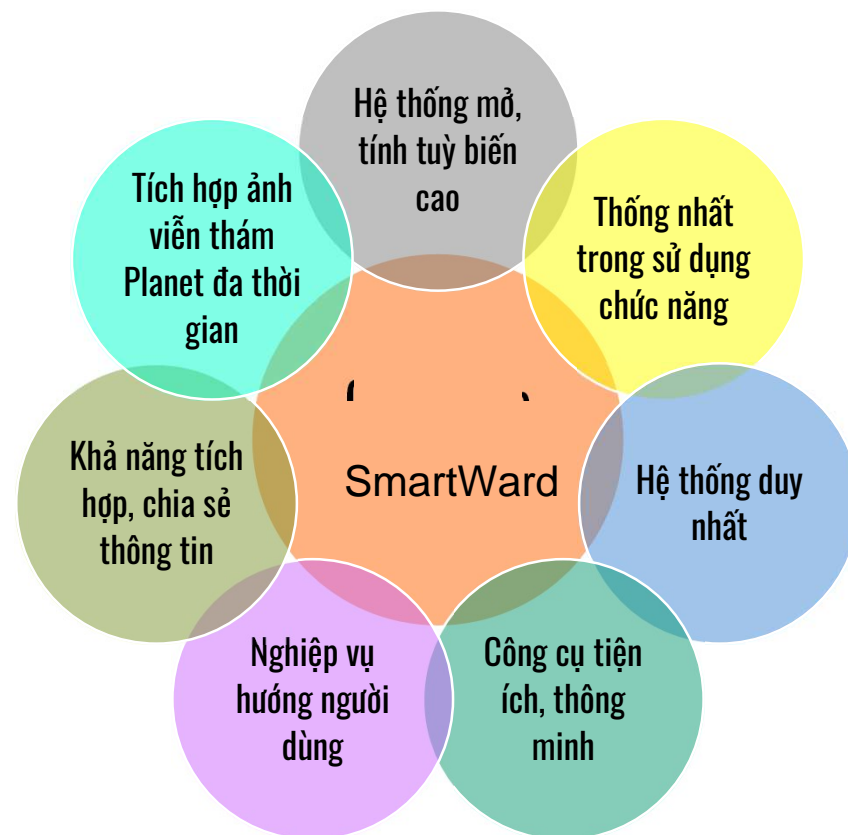 Hệ thống mở,
tính tuỳ biến
cao
Thống nhất
trong sử dụng
chức năng
Hệ thống duy
nhất
Công cụ tiện
ích, thông
minh
Nghiệp vụ
hướng người
dùng
Khả năng tích
hợp, chia sẻ
thông tin
Tích hợp ảnh
viễn thám
Planet đa thời
gian
SmartWard